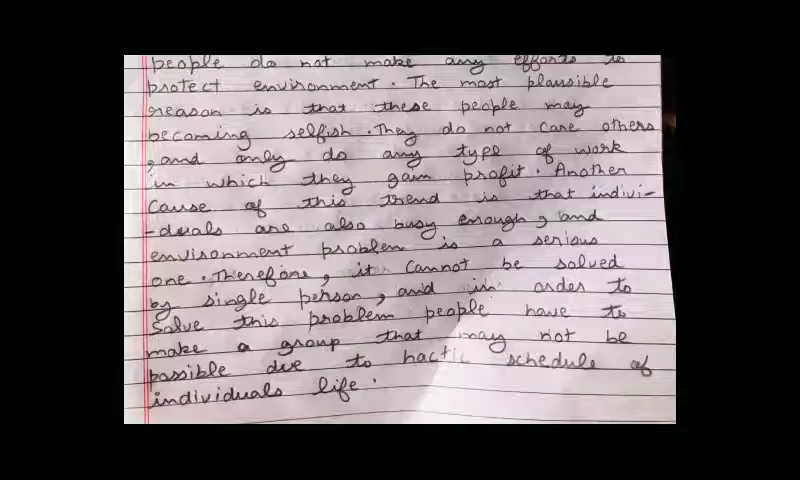 people do not make any efforts to
protect environment. The most plausible
reason is that these people may
becoming selfish. They do not care others
, and only do any type of work
in which they gain profit. Another
cause of this trend is that indivi-
-duals are also busy enough, and
environment problem is a serious
one. Therefore, it cannot be solved
by single person, and in order to
solve this problem people have to
make a group that may not be
possible due to hactic schedule of
individuals life.